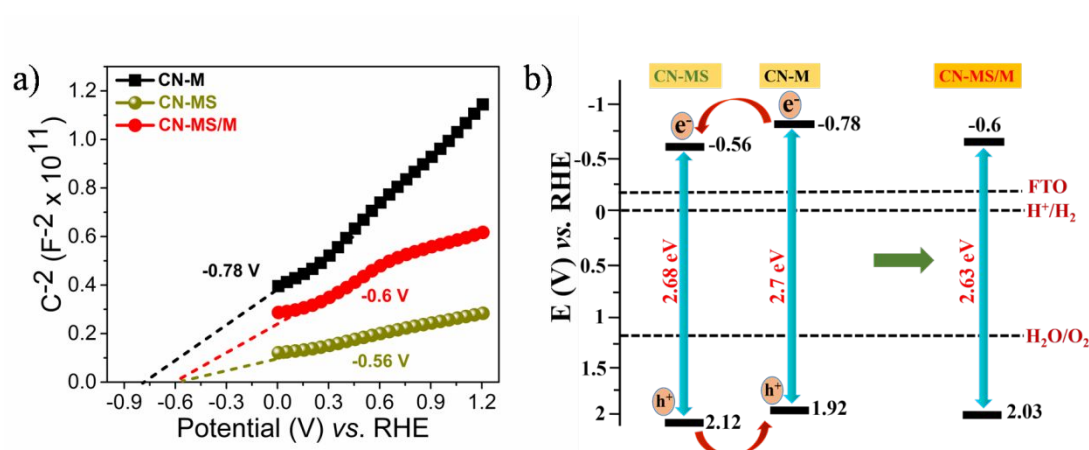 a)
CN-M
CN-MS
CN-MS/M
C⁻² (F⁻² x 10¹¹)
1.2
1.0
0.8
0.6
0.4
0.2
0.0
-0.78 V
-0.6 V
-0.56 V
-0.9 -0.6 -0.3 0.0 0.3 0.6 0.9 1.2
Potential (V) vs. RHE
b)
CN-MS CN-M CN-MS/M
E (V) vs. RHE
-1
-0.5
0
0.5
1
1.5
2
e⁻ e⁻
-0.56 -0.78 -0.6
FTO
H⁺/H₂
2.68 eV 2.7 eV 2.63 eV
H₂O/O₂
h⁺ h⁺
2.12 1.92 2.03